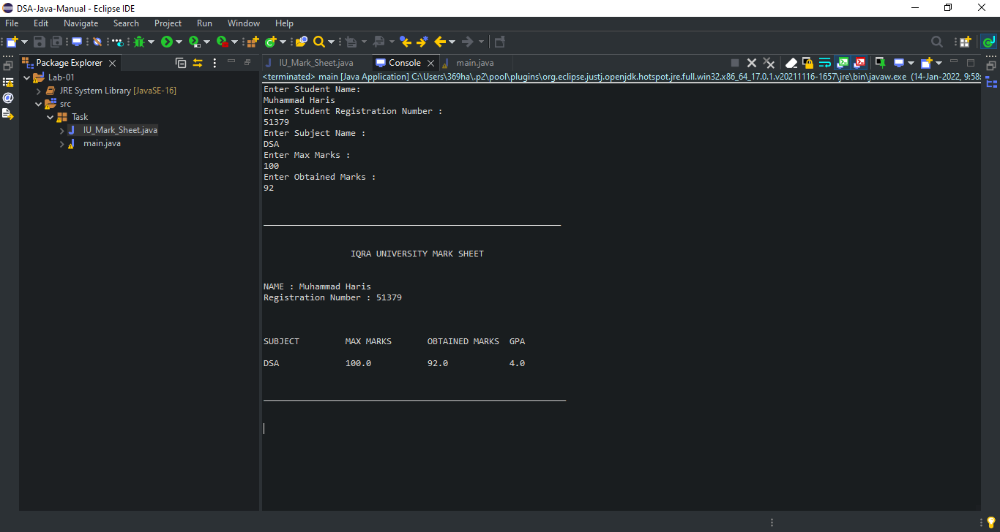 DSA-Java-Manual - Eclipse IDE
File Edit Navigate Search Project Run Window Help
Package Explorer
IU_Mark_Sheet.java Console main.java
<terminated> main [Java Application] C:\Users\369ha\.p2\pool\plugins\org.eclipse.justj.openjdk.hotspot.jre.full.win32.x86_64_17.0.1.v20211116-1657\jre\bin\javaw.exe (14-Jan-2022, 9:58:
Lab-01
JRE System Library [JavaSE-16]
src
Task
IU_Mark_Sheet.java
main.java
Enter Student Name:
Muhammad Haris
Enter Student Registration Number :
51379
Enter Subject Name :
DSA
Enter Max Marks :
100
Enter Obtained Marks :
92
IQRA UNIVERSITY MARK SHEET
NAME : Muhammad Haris
Registration Number : 51379
SUBJECT MAX MARKS OBTAINED MARKS GPA
DSA 100.0 92.0 4.0